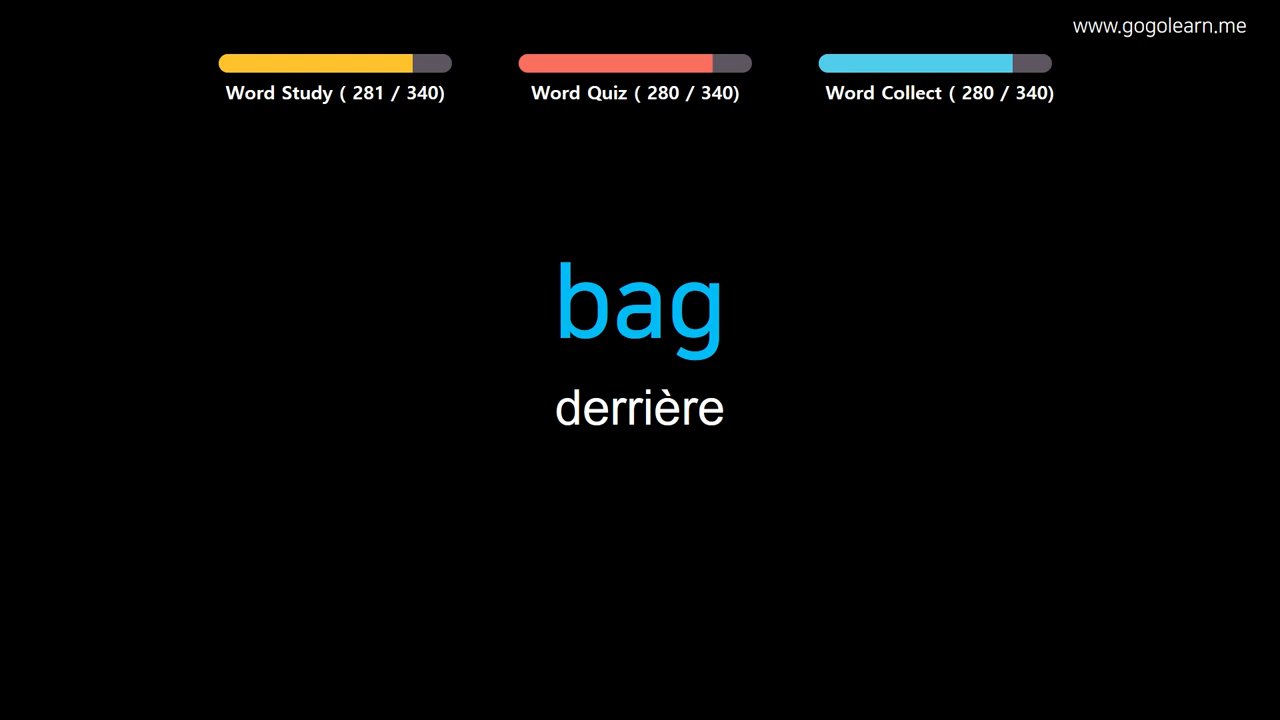 www.gogolearn.me
Word Study ( 281 / 340)
Word Quiz ( 280 / 340)
Word Collect ( 280 / 340)
bag
derrière